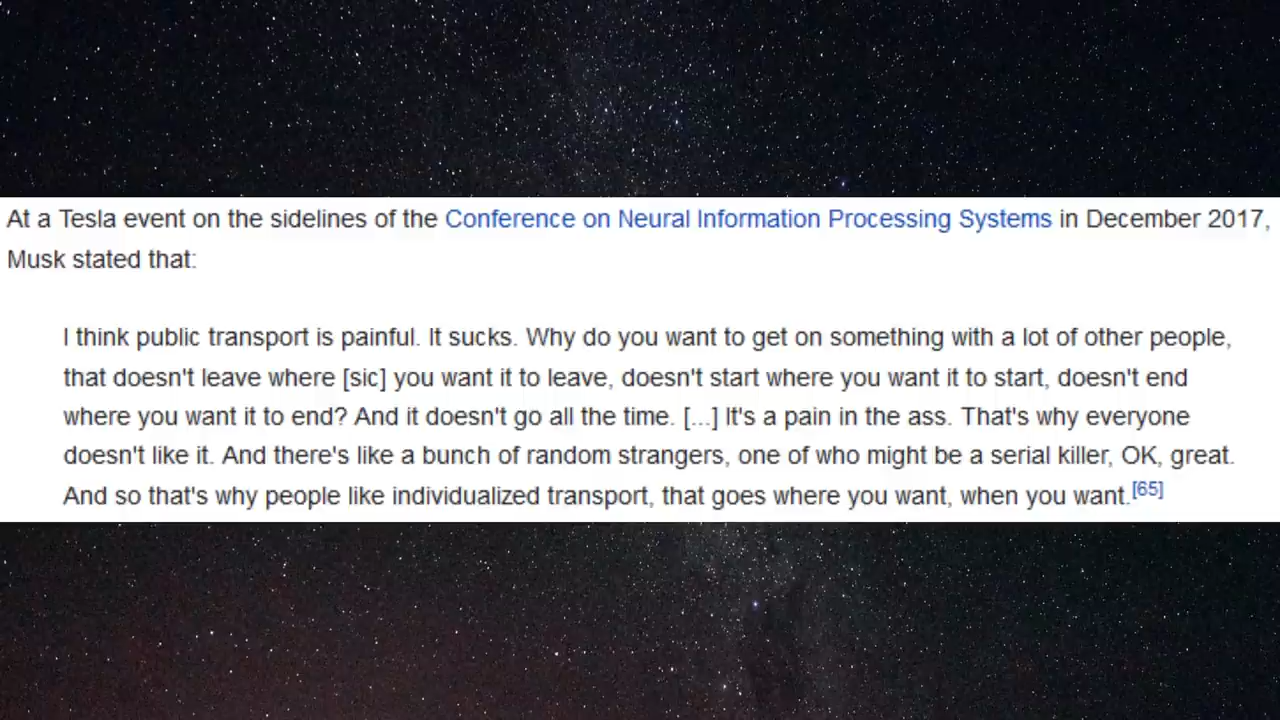 At a Tesla event on the sidelines of the Conference on Neural Information Processing Systems in December 2017,
Musk stated that:
I think public transport is painful. It sucks. Why do you want to get on something with a lot of other people,
that doesn't leave where [sic] you want it to leave, doesn't start where you want it to start, doesn't end
where you want it to end? And it doesn't go all the time. [...] It's a pain in the ass. That's why everyone
doesn't like it. And there's like a bunch of random strangers, one of who might be a serial killer, OK, great.
And so that's why people like individualized transport, that goes where you want, when you want.[65]